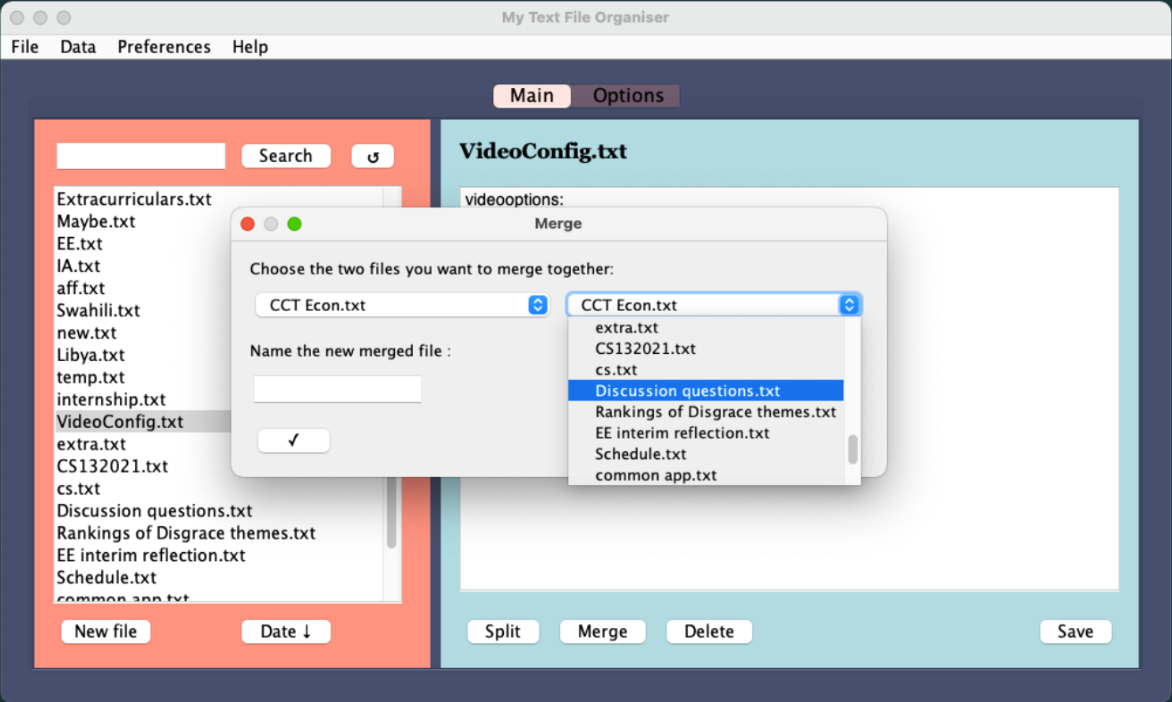 My Text File Organiser
File Data Preferences Help
Main Options
Search ↺
Extracurriculars.txt
Maybe.txt
EE.txt
IA.txt
aff.txt
Swahili.txt
new.txt
Libya.txt
temp.txt
internship.txt
VideoConfig.txt
extra.txt
CS132021.txt
cs.txt
Discussion questions.txt
Rankings of Disgrace themes.txt
EE interim reflection.txt
Schedule.txt
common app.txt
New file Date ↓
VideoConfig.txt
videooptions:
Merge
Choose the two files you want to merge together:
CCT Econ.txt CCT Econ.txt
extra.txt
CS132021.txt
cs.txt
Discussion questions.txt
Rankings of Disgrace themes.txt
EE interim reflection.txt
Schedule.txt
common app.txt
Name the new merged file :
✓
Split Merge Delete Save